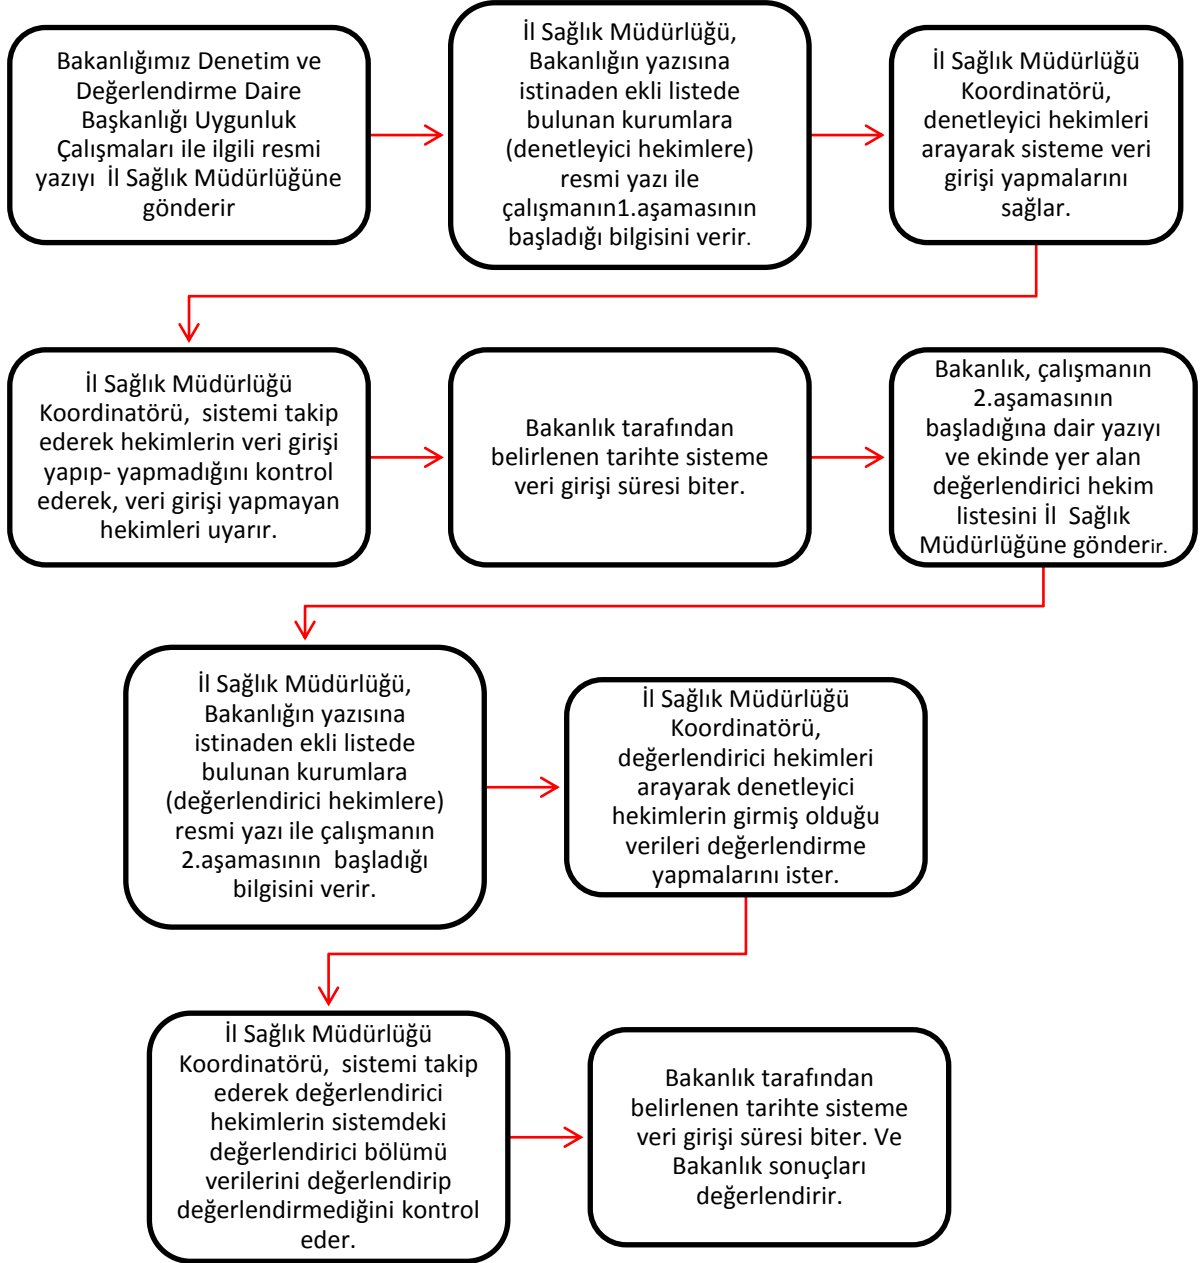 Bakanlığımız Denetim ve
Değerlendirme Daire
Başkanlığı Uygunluk
Çalışmaları ile ilgili resmi
yazıyı İl Sağlık Müdürlüğüne
gönderir
İl Sağlık Müdürlüğü,
Bakanlığın yazısına
istinaden ekli listede
bulunan kurumlara
(denetleyici hekimlere)
resmi yazı ile
çalışmanın1.aşamasının
başladığı bilgisini verir.
İl Sağlık Müdürlüğü
Koordinatörü,
denetleyici hekimleri
arayarak sisteme veri
girişi yapmalarını
sağlar.
İl Sağlık Müdürlüğü
Koordinatörü, sistemi takip
ederek hekimlerin veri girişi
yapıp- yapmadığını kontrol
ederek, veri girişi yapmayan
hekimleri uyarır.
Bakanlık tarafından
belirlenen tarihte sisteme
veri girişi süresi biter.
Bakanlık, çalışmanın
2.aşamasının
başladığına dair yazıyı
ve ekinde yer alan
değerlendirici hekim
listesini İl Sağlık
Müdürlüğüne gönderir.
İl Sağlık Müdürlüğü,
Bakanlığın yazısına
istinaden ekli listede
bulunan kurumlara
(değerlendirici hekimlere)
resmi yazı ile çalışmanın
2.aşamasının başladığı
bilgisini verir.
İl Sağlık Müdürlüğü
Koordinatörü,
değerlendirici hekimleri
arayarak denetleyici
hekimlerin girmiş olduğu
verileri değerlendirme
yapmalarını ister.
İl Sağlık Müdürlüğü
Koordinatörü, sistemi takip
ederek değerlendirici
hekimlerin sistemdeki
değerlendirici bölümü
verilerini değerlendirip
değerlendirmediğini kontrol
eder.
Bakanlık tarafından
belirlenen tarihte sisteme
veri girişi süresi biter. Ve
Bakanlık sonuçları
değerlendirir.